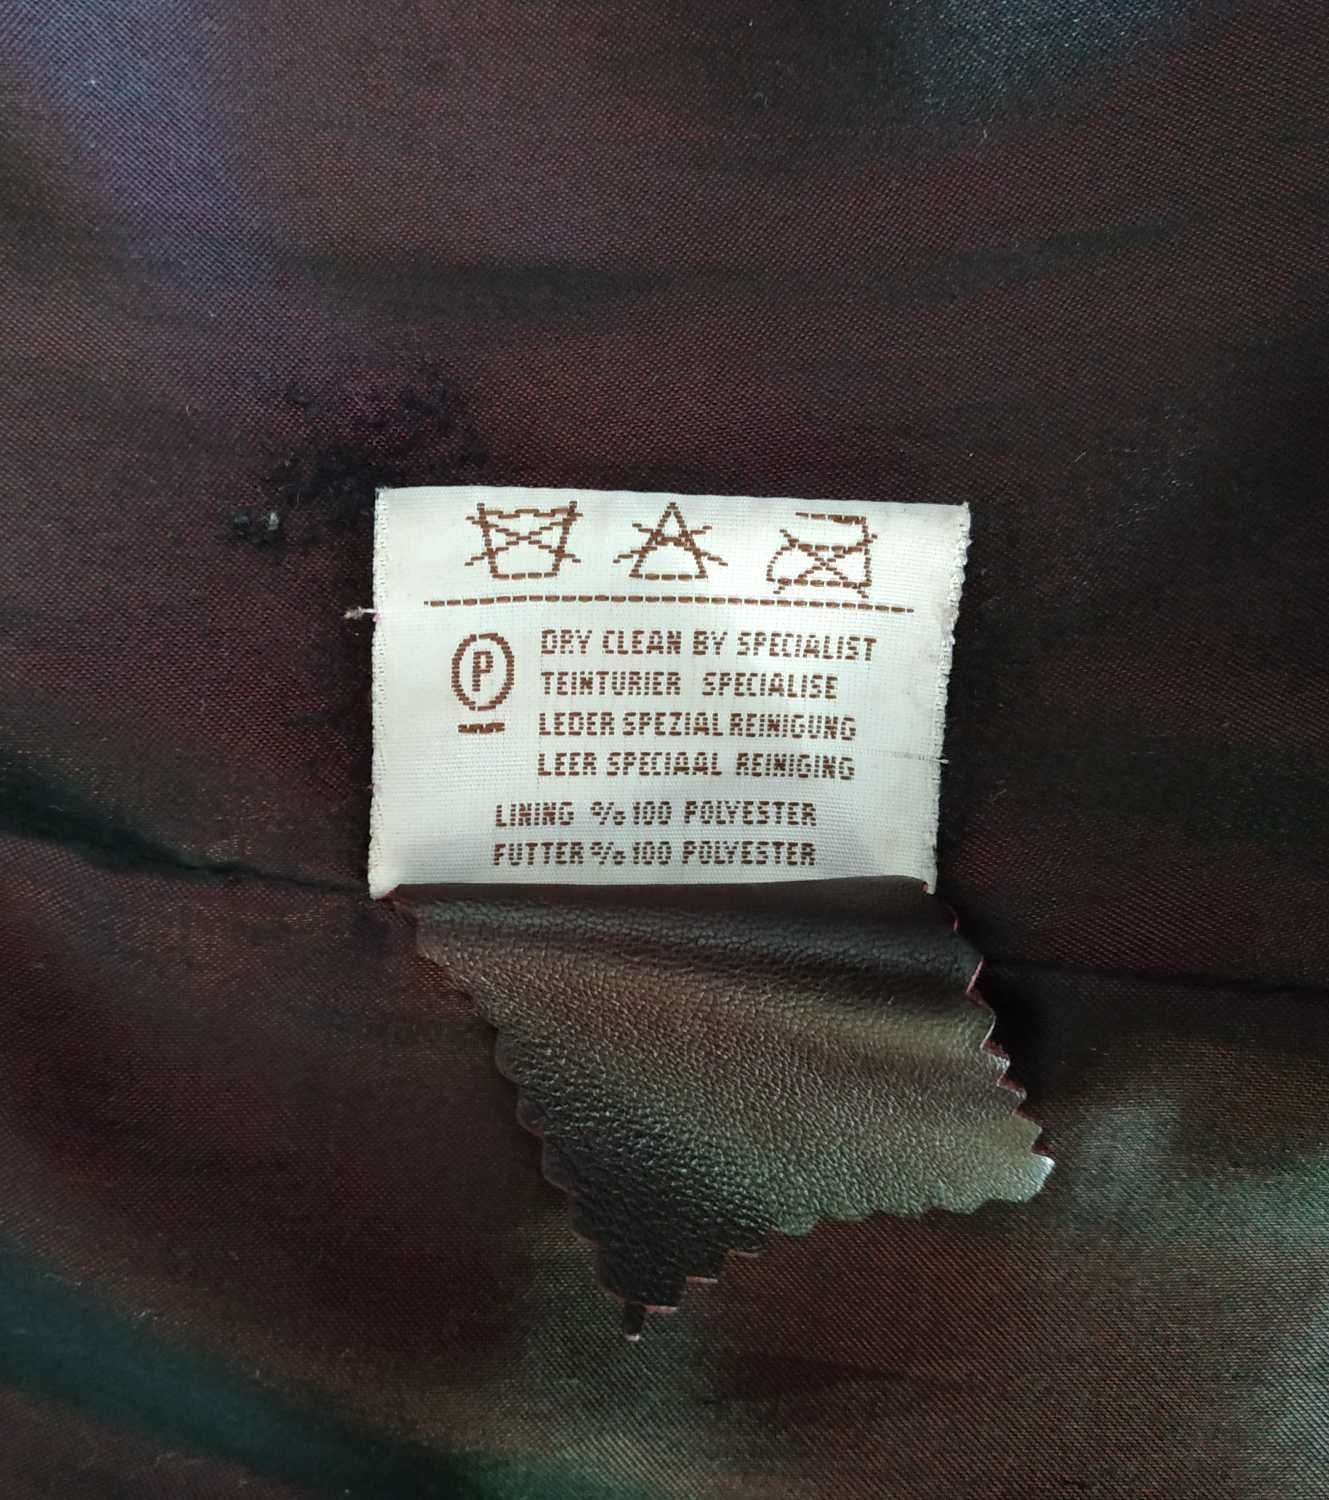 A
P
DRY CLEAN BY SPECIALIST
TEINTURIER SPECIALISE
LEDER SPEZIAL REINIGUNG
LEER SPECIAAL REINIGING
LINING % 100 POLYESTER
FUTTER % 100 POLYESTER